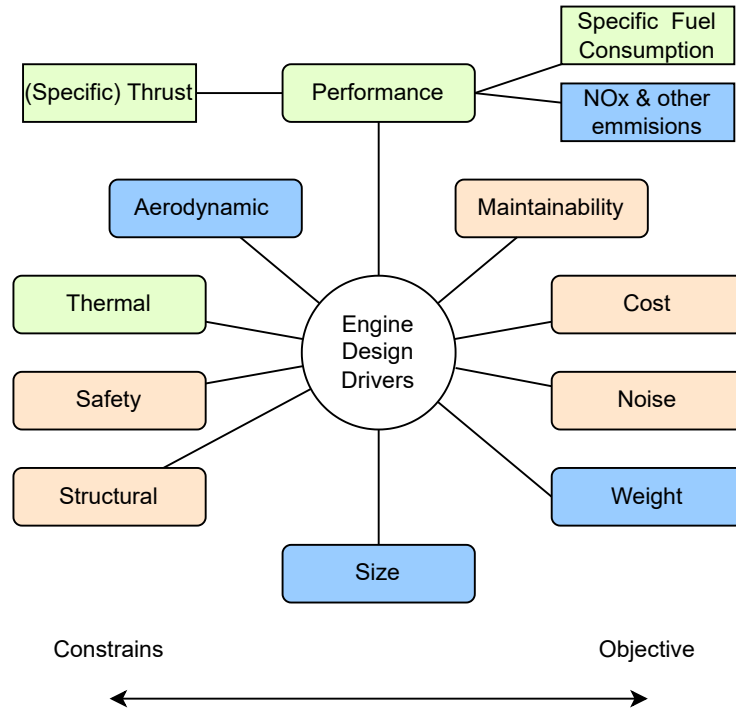 Specific Fuel
Consumption
(Specific) Thrust
Performance
NOx & other
emmisions
Aerodynamic
Maintainability
Thermal
Cost
Engine
Design
Drivers
Safety
Noise
Structural
Weight
Size
Constrains
Objective